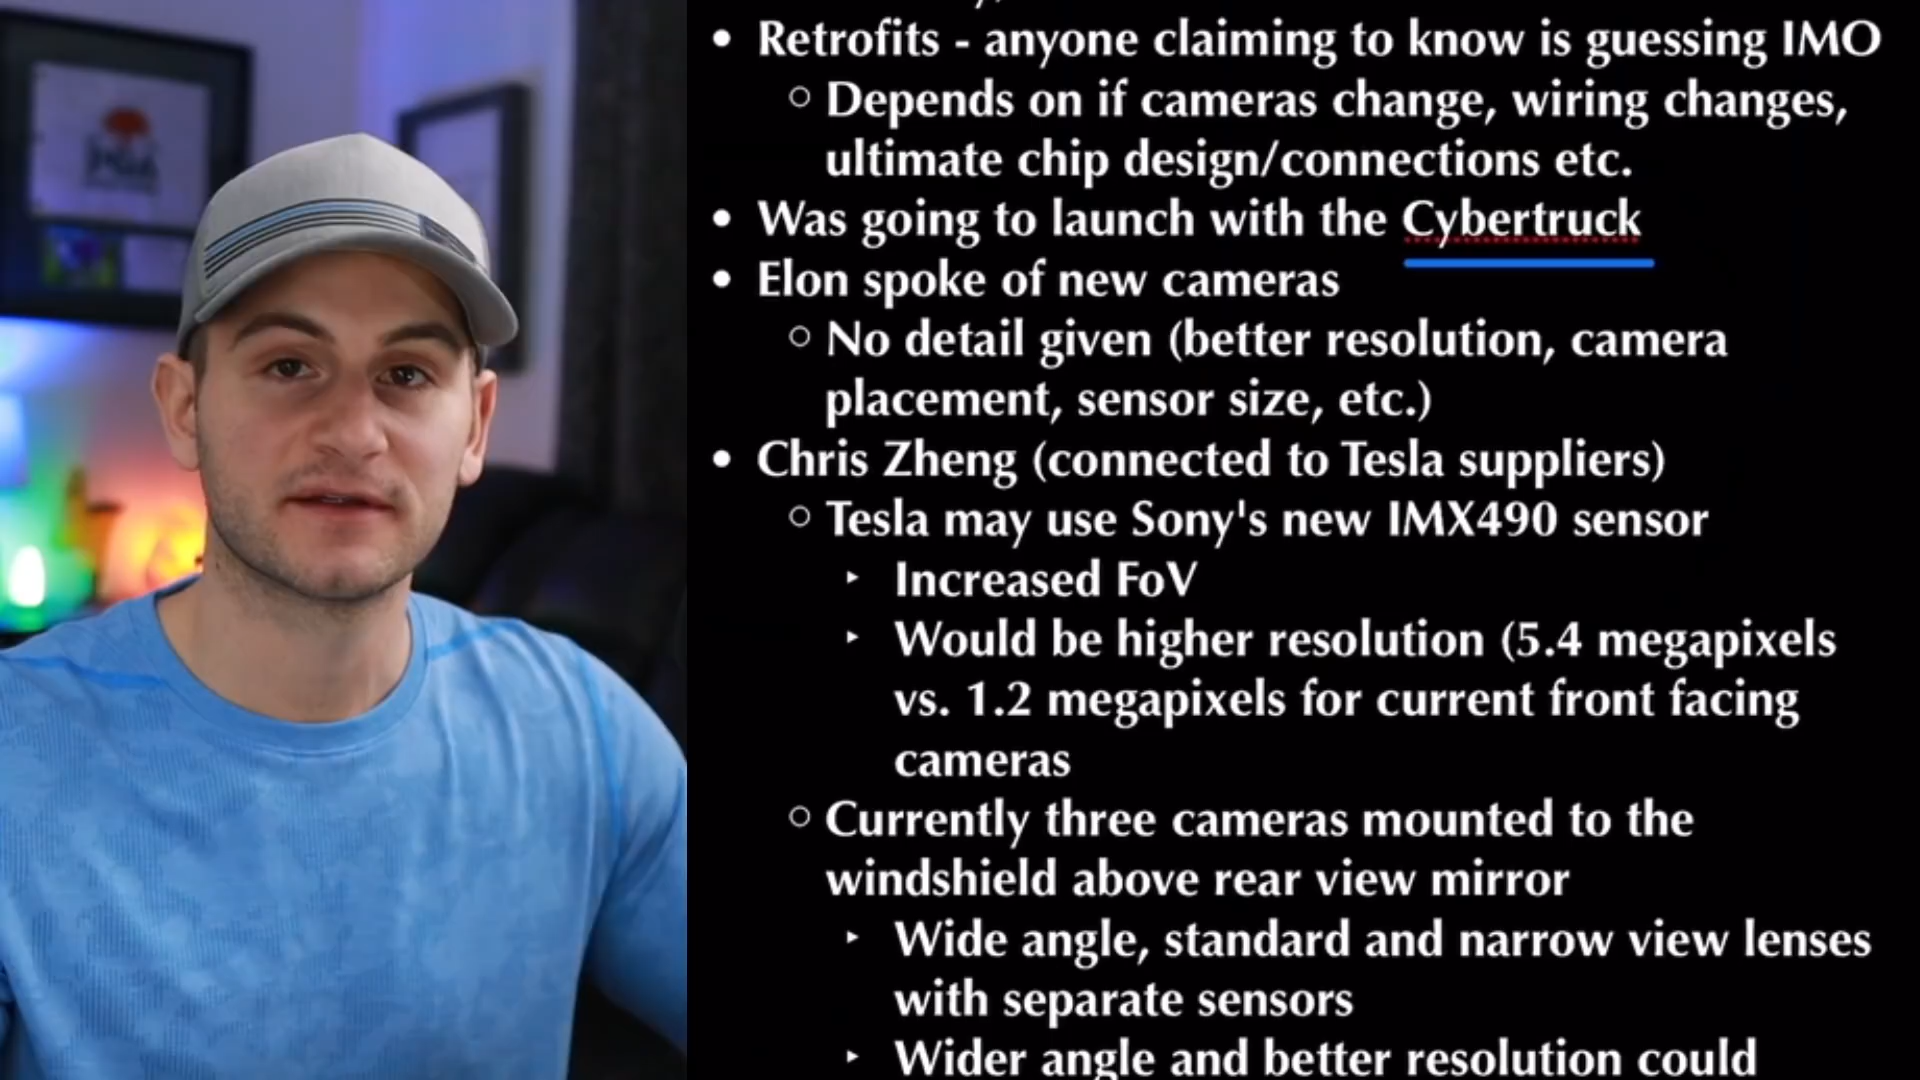 • Retrofits - anyone claiming to know is guessing IMO
○ Depends on if cameras change, wiring changes,
ultimate chip design/connections etc.
• Was going to launch with the Cybertruck
• Elon spoke of new cameras
○ No detail given (better resolution, camera
placement, sensor size, etc.)
• Chris Zheng (connected to Tesla suppliers)
○ Tesla may use Sony's new IMX490 sensor
▸ Increased FoV
▸ Would be higher resolution (5.4 megapixels
vs. 1.2 megapixels for current front facing
cameras
○ Currently three cameras mounted to the
windshield above rear view mirror
▸ Wide angle, standard and narrow view lenses
with separate sensors
▸ Wider angle and better resolution could